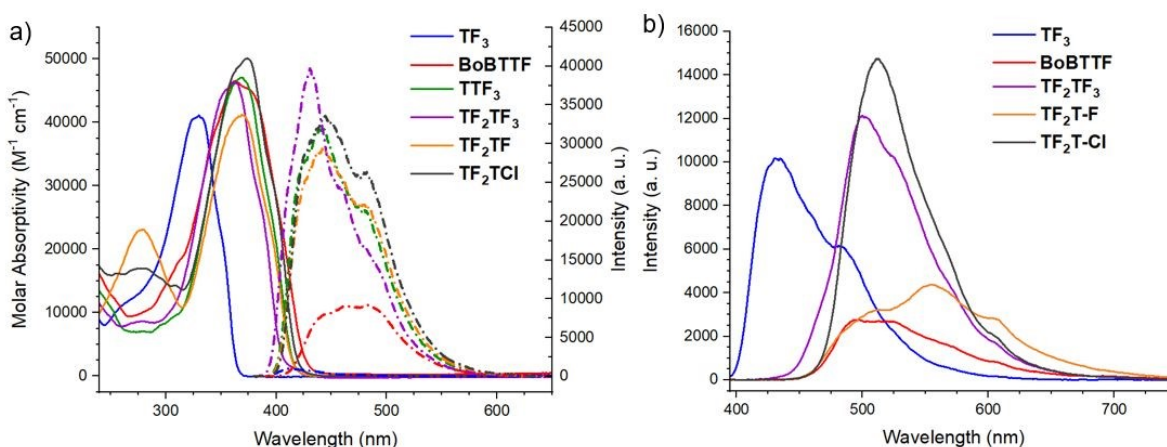 a)
Molar Absorptivity (M⁻¹ cm⁻¹)
50000
40000
30000
20000
10000
0
300
400
500
600
Wavelength (nm)
45000
40000
35000
30000
25000
20000
15000
10000
5000
0
Intensity (a. u.)
TF₃
BoBTTF
TTF₃
TF₂TF₃
TF₂TF
TF₂TCl
b)
Intensity (a. u.)
16000
14000
12000
10000
8000
6000
4000
2000
0
395
500
600
700
Wavelength (nm)
TF₃
BoBTTF
TF₂TF₃
TF₂T-F
TF₂T-Cl